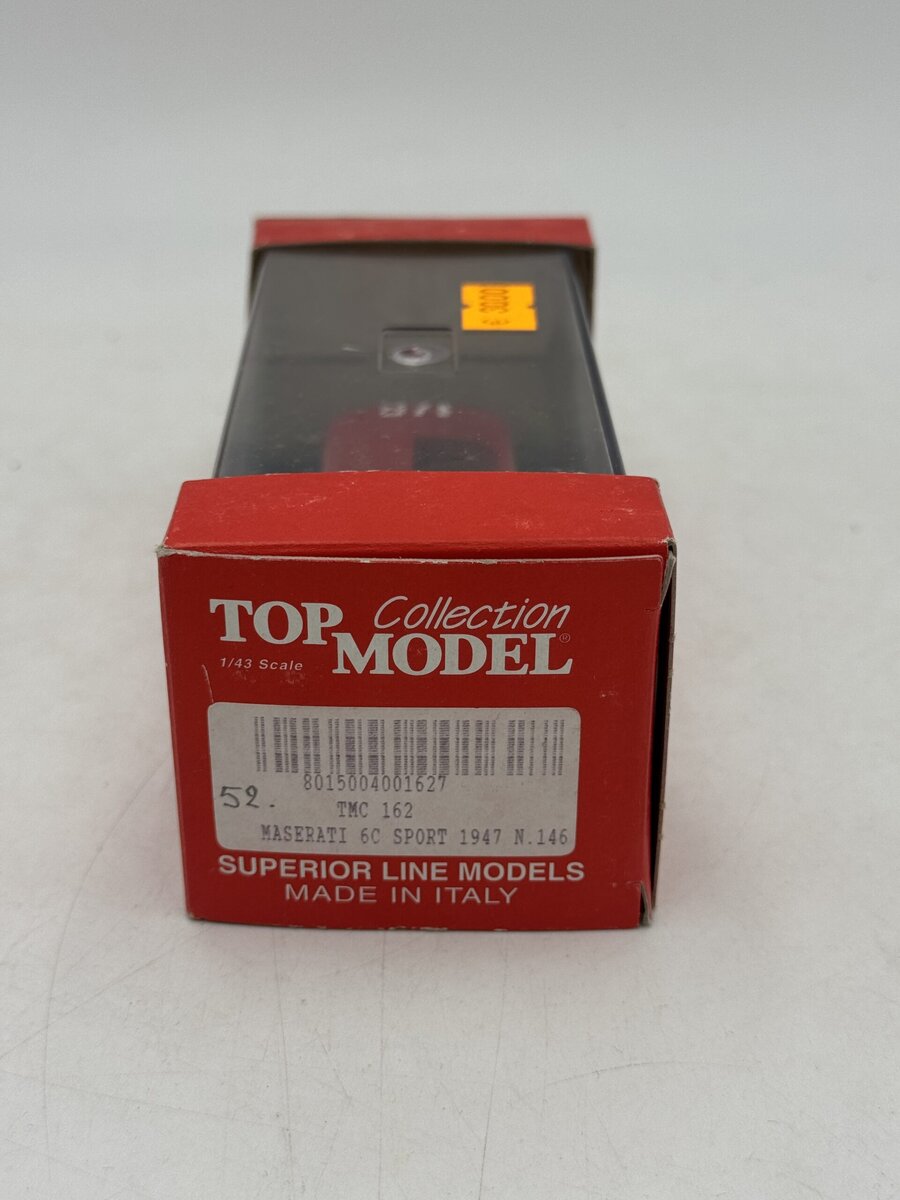 TOP Collection
MODEL®
1/43 Scale
8015004001627
52.
TMC 162
MASERATI 6C SPORT 1947 N.146
SUPERIOR LINE MODELS
MADE IN ITALY